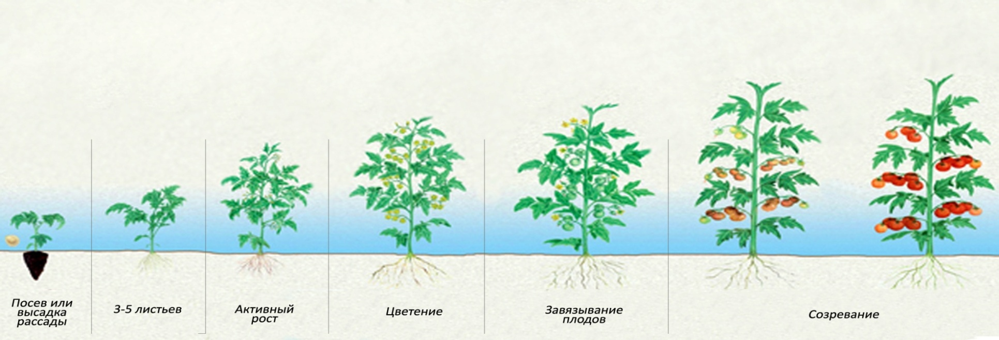 Посев или
высадка
рассады
3-5 листьев
Активный
рост
Цветение
Завязывание
плодов
Созревание